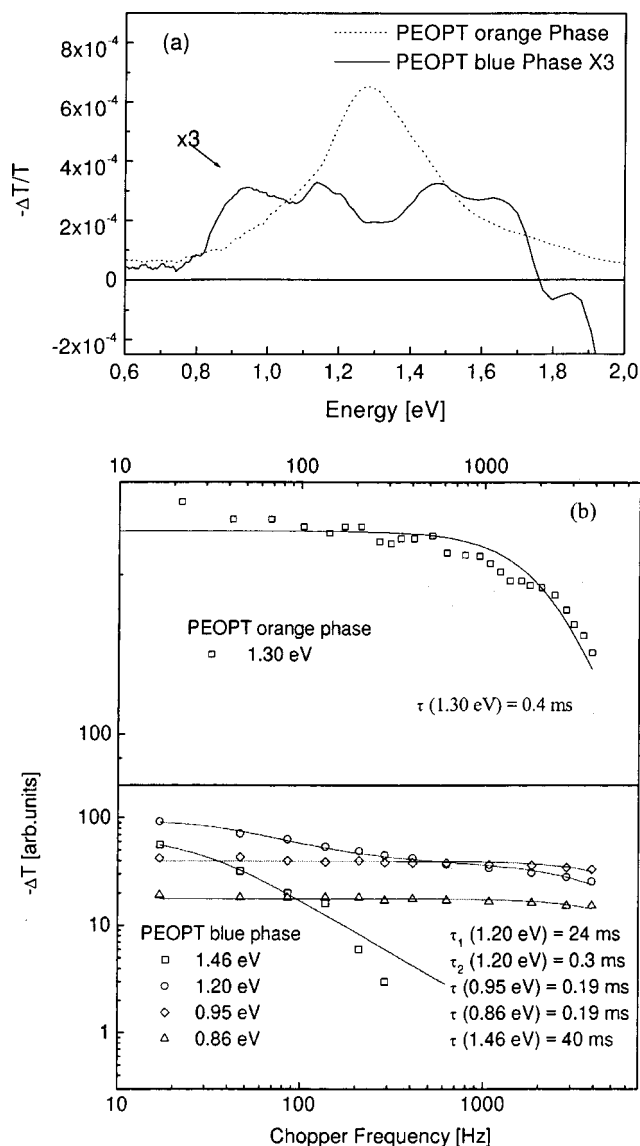 (a)
PEOPT orange Phase
PEOPT blue Phase X3
x3
8x10⁻⁴
6x10⁻⁴
4x10⁻⁴
2x10⁻⁴
0
-2x10⁻⁴
-ΔT/T
0,6 0,8 1,0 1,2 1,4 1,6 1,8 2,0
Energy [eV]
10 100 1000
(b)
PEOPT orange phase
1.30 eV
τ (1.30 eV) = 0.4 ms
100
-ΔT [arb.units]
100
10
1
PEOPT blue phase
1.46 eV
1.20 eV
0.95 eV
0.86 eV
τ₁ (1.20 eV) = 24 ms
τ₂ (1.20 eV) = 0.3 ms
τ (0.95 eV) = 0.19 ms
τ (0.86 eV) = 0.19 ms
τ (1.46 eV) = 40 ms
10 100 1000
Chopper Frequency [Hz]